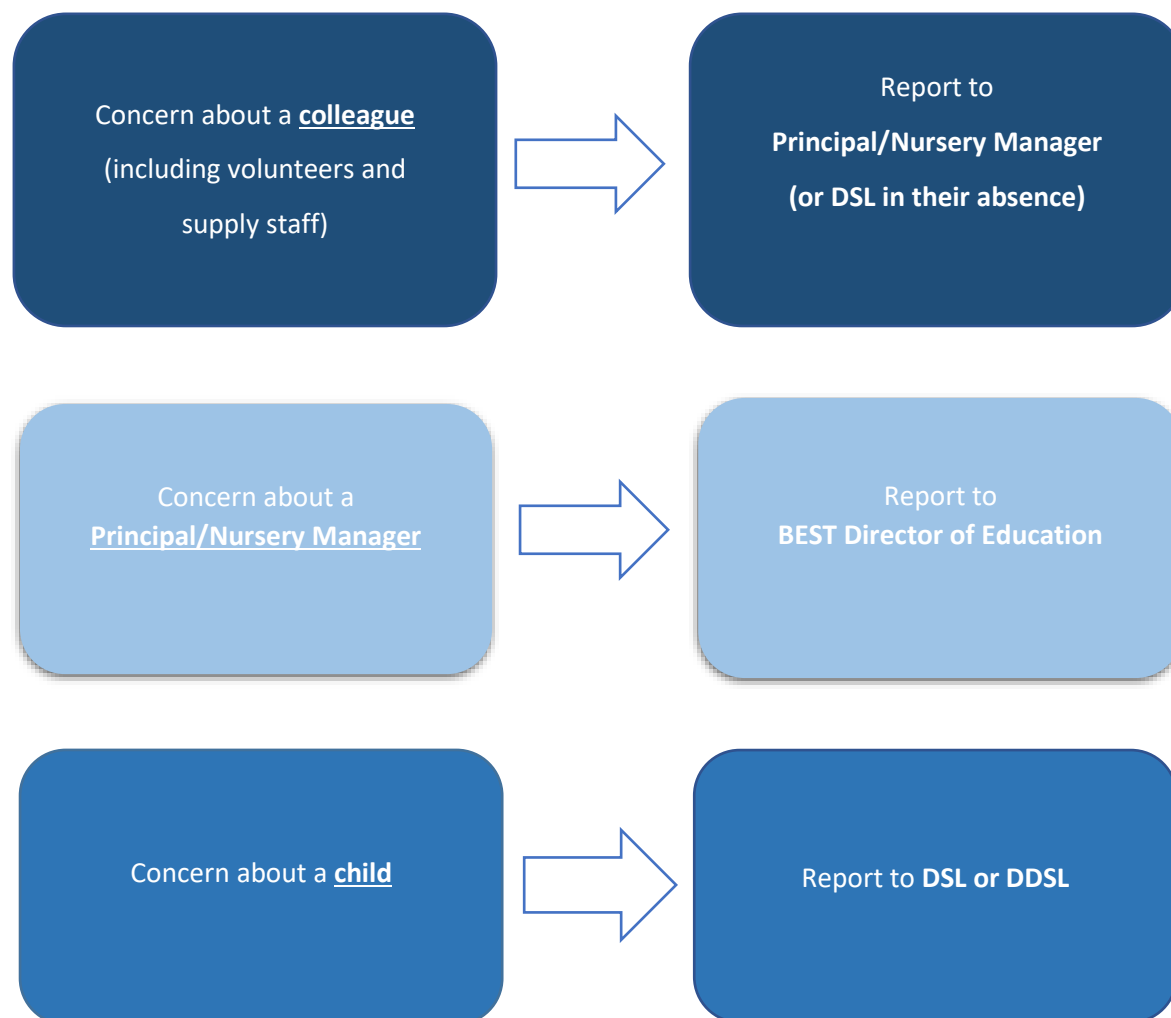 Concern about a colleague
(including volunteers and
supply staff)
Report to
Principal/Nursery Manager
(or DSL in their absence)
Concern about a
Principal/Nursery Manager
Report to
BEST Director of Education
Concern about a child
Report to DSL or DDSL